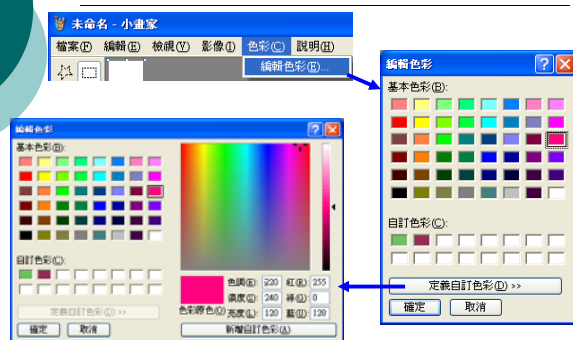 未命名 - 小畫家
檔案(F) 編輯(E) 檢視(V) 影像(I) 色彩(C) 說明(H)
編輯色彩(E)...
編輯色彩
基本色彩(B):
自訂色彩(C):
定義自訂色彩(D) >>
確定 取消
編輯色彩
基本色彩(B):
自訂色彩(C):
定義自訂色彩(D) >>
確定 取消
色彩|原色(O)
色調(E): 220 紅(R): 255
濃度(S): 240 綠(G): 0
亮度(L): 120 藍(U): 128
新增自訂色彩(A)